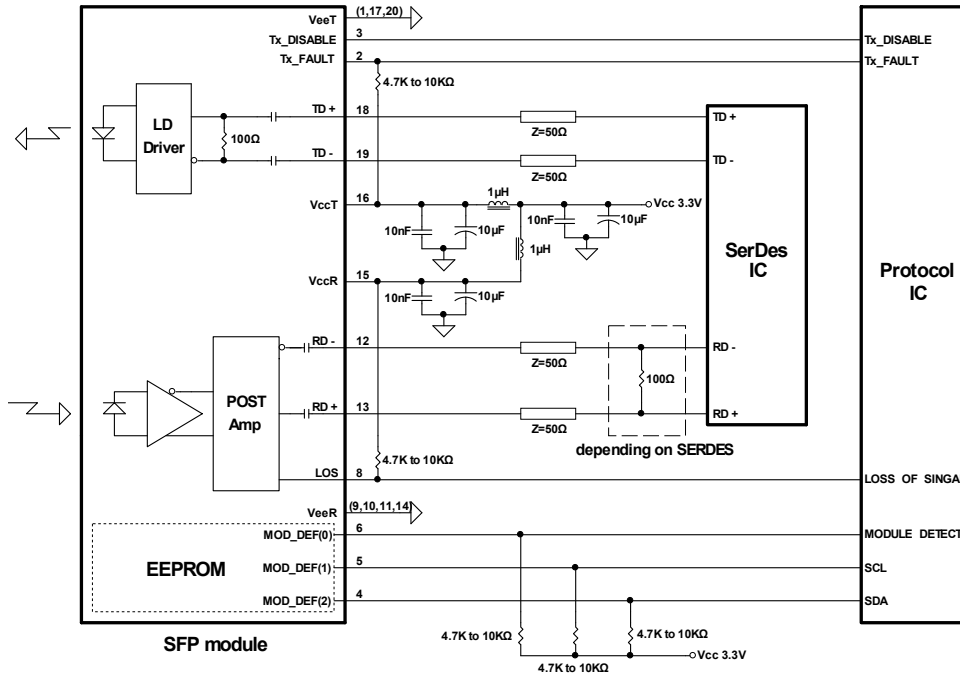 VeeT (1,17,20)
Tx_DISABLE 3 Tx_DISABLE
Tx_FAULT 2 Tx_FAULT
4.7K to 10KΩ
LD
Driver
100Ω
TD + 18 TD +
Z=50Ω
TD - 19 TD -
Z=50Ω
VccT 16
1µH
Vcc 3.3V
10nF 10µF
10nF 10µF
1µH
SerDes
IC
Protocol
IC
VccR 15
10nF 10µF
RD - 12 RD -
Z=50Ω
100Ω
POST
Amp
RD + 13 RD +
Z=50Ω
depending on SERDES
4.7K to 10KΩ
LOS 8 LOSS OF SINGA
VeeR (9,10,11,14)
MOD_DEF(0) 6 MODULE DETECT
EEPROM
MOD_DEF(1) 5 SCL
MOD_DEF(2) 4 SDA
4.7K to 10KΩ 4.7K to 10KΩ
SFP module
Vcc 3.3V
4.7K to 10KΩ